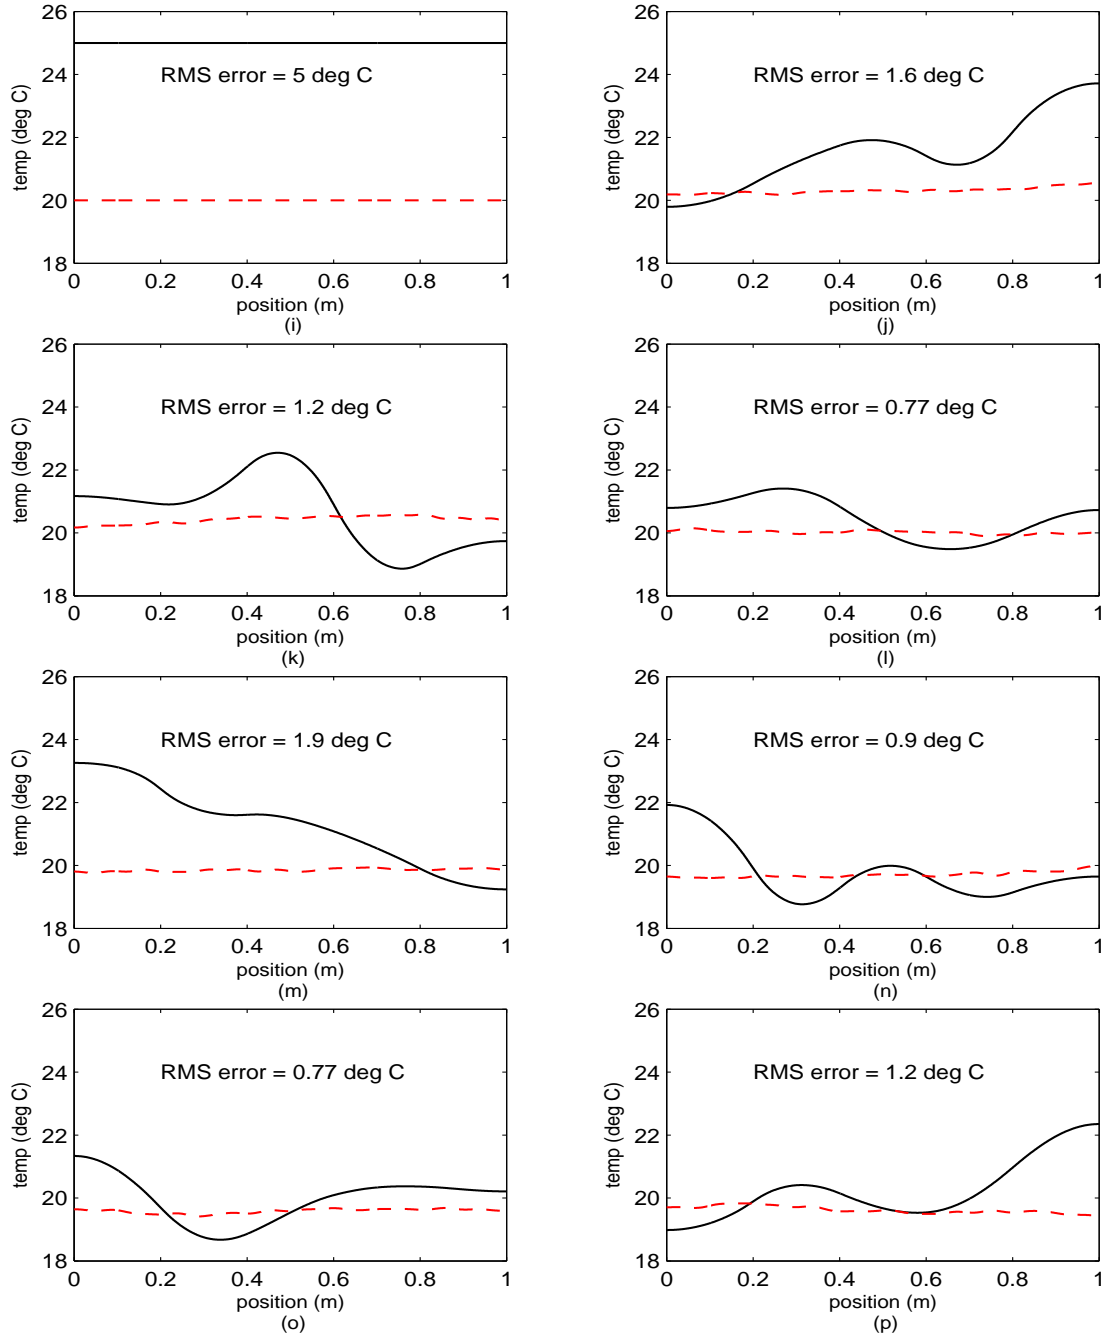 26
24
22
20
18
temp (deg C)
RMS error = 5 deg C
0 0.2 0.4 0.6 0.8 1
position (m)
(i)
26
24
22
20
18
temp (deg C)
RMS error = 1.6 deg C
0 0.2 0.4 0.6 0.8 1
position (m)
(j)
26
24
22
20
18
temp (deg C)
RMS error = 1.2 deg C
0 0.2 0.4 0.6 0.8 1
position (m)
(k)
26
24
22
20
18
temp (deg C)
RMS error = 0.77 deg C
0 0.2 0.4 0.6 0.8 1
position (m)
(l)
26
24
22
20
18
temp (deg C)
RMS error = 1.9 deg C
0 0.2 0.4 0.6 0.8 1
position (m)
(m)
26
24
22
20
18
temp (deg C)
RMS error = 0.9 deg C
0 0.2 0.4 0.6 0.8 1
position (m)
(n)
26
24
22
20
18
temp (deg C)
RMS error = 0.77 deg C
0 0.2 0.4 0.6 0.8 1
position (m)
(o)
26
24
22
20
18
temp (deg C)
RMS error = 1.2 deg C
0 0.2 0.4 0.6 0.8 1
position (m)
(p)